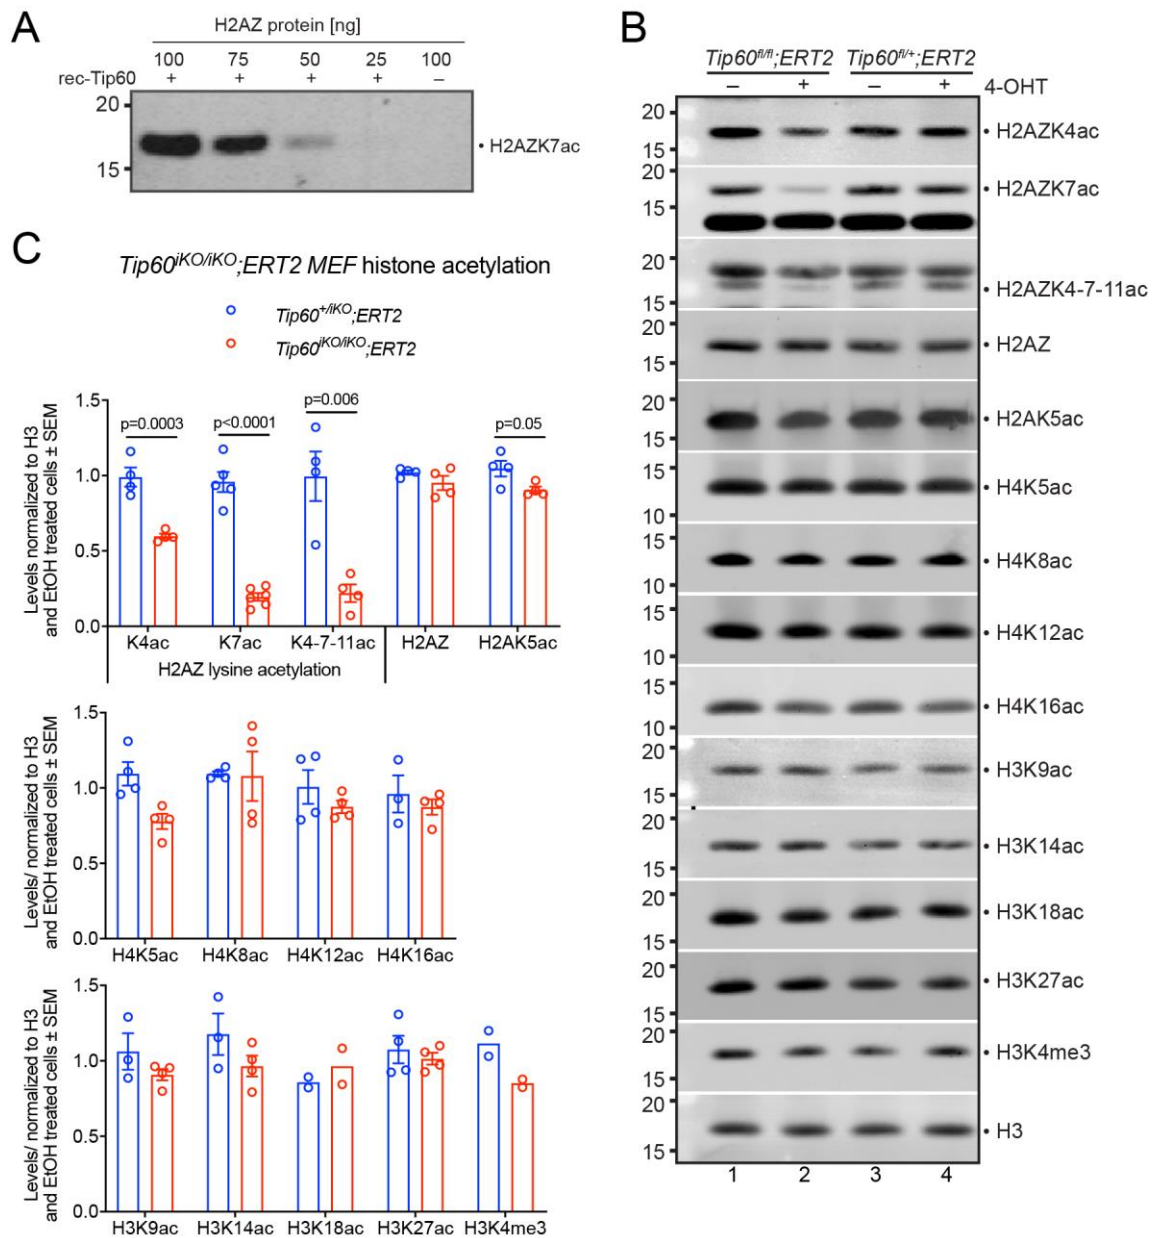 A
H2AZ protein [ng]
100 75 50 25 100
rec-Tip60 + + + + –
20
15
• H2AZK7ac
B
Tip60fl/fl;ERT2 Tip60fl/+;ERT2
– + – + 4-OHT
20
15
• H2AZK4ac
20
15
• H2AZK7ac
20
15
• H2AZK4-7-11ac
20
15
• H2AZ
20
15
• H2AK5ac
15
10
• H4K5ac
15
10
• H4K8ac
15
10
• H4K12ac
15
10
• H4K16ac
20
15
• H3K9ac
20
15
• H3K14ac
20
15
• H3K18ac
20
15
• H3K27ac
20
15
• H3K4me3
20
15
• H3
1 2 3 4
C
Tip60iKO/iKO;ERT2 MEF histone acetylation
Tip60+/iKO;ERT2
Tip60iKO/iKO;ERT2
Levels normalized to H3
and EtOH treated cells ± SEM
1.5
1.0
0.5
0.0
p=0.0003 p<0.0001 p=0.006 p=0.05
K4ac K7ac K4-7-11ac H2AZ H2AK5ac
H2AZ lysine acetylation
Levels/ normalized to H3
and EtOH treated cells ± SEM
1.5
1.0
0.5
0.0
H4K5ac H4K8ac H4K12ac H4K16ac
Levels/ normalized to H3
and EtOH treated cells ± SEM
1.5
1.0
0.5
0.0
H3K9ac H3K14ac H3K18ac H3K27ac H3K4me3